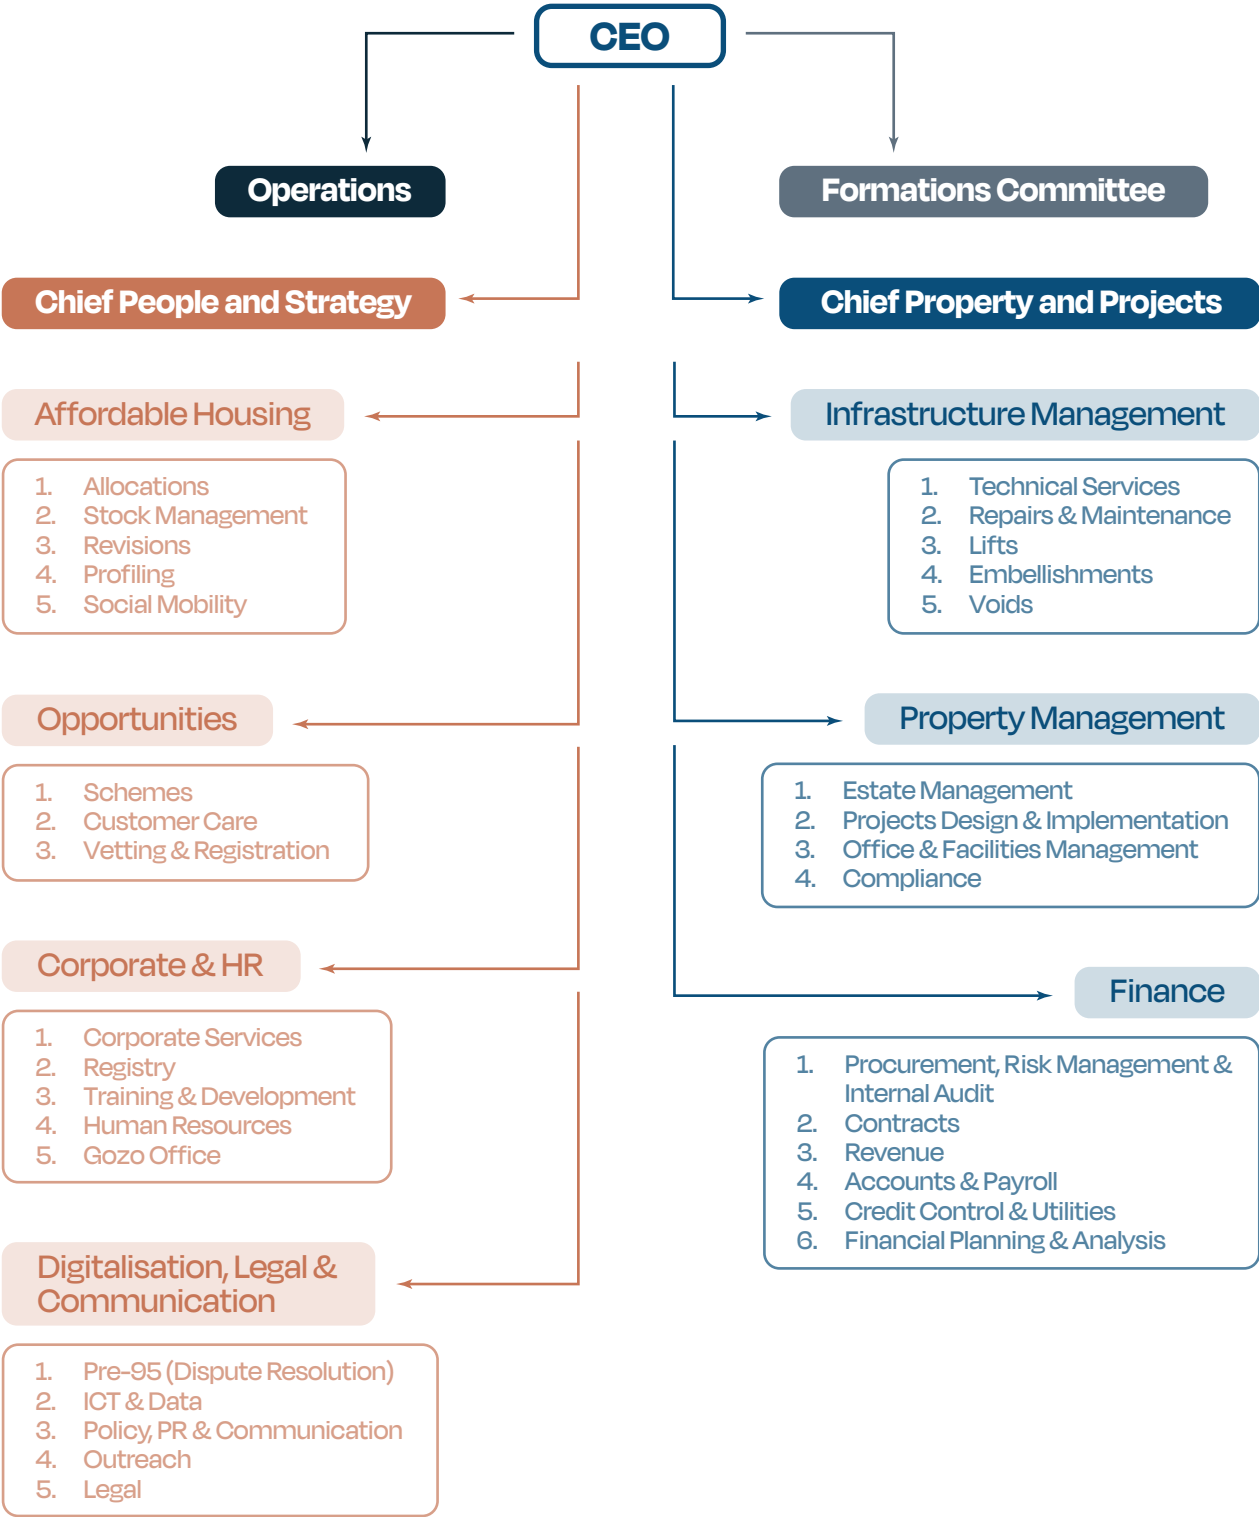 CEO
Operations
Formations Committee
Chief People and Strategy
Chief Property and Projects
Affordable Housing
1. Allocations
2. Stock Management
3. Revisions
4. Profiling
5. Social Mobility
Opportunities
1. Schemes
2. Customer Care
3. Vetting & Registration
Corporate & HR
1. Corporate Services
2. Registry
3. Training & Development
4. Human Resources
5. Gozo Office
Digitalisation, Legal &
Communication
1. Pre-95 (Dispute Resolution)
2. ICT & Data
3. Policy, PR & Communication
4. Outreach
5. Legal
Infrastructure Management
1. Technical Services
2. Repairs & Maintenance
3. Lifts
4. Embellishments
5. Voids
Property Management
1. Estate Management
2. Projects Design & Implementation
3. Office & Facilities Management
4. Compliance
Finance
1. Procurement, Risk Management &
Internal Audit
2. Contracts
3. Revenue
4. Accounts & Payroll
5. Credit Control & Utilities
6. Financial Planning & Analysis